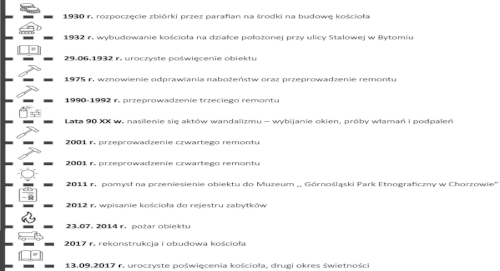 1930 r. rozpoczęcie zbiórki przez parafian na środki na budowę kościoła
1932 r. wybudowanie kościoła na działce położonej przy ulicy Stalowej w Bytomiu
29.06.1932 r. uroczyste poświęcenie obiektu
1975 r. wznowienie odprawiania nabożeństw oraz przeprowadzenie remontu
1990-1992 r. przeprowadzenie trzeciego remontu
Lata 90 XX w. nasilenie się aktów wandalizmu – wybijanie okien, próby włamań i podpaleń
2001 r. przeprowadzenie czwartego remontu
2001 r. przeprowadzenie czwartego remontu
2011 r. pomysł na przeniesienie obiektu do Muzeum ,, Górnośląski Park Etnograficzny w Chorzowie"
2012 r. wpisanie kościoła do rejestru zabytków
23.07. 2014 r. pożar obiektu
2017 r. rekonstrukcja i obudowa kościoła
13.09.2017 r. uroczyste poświęcenia kościoła, drugi okres świetności